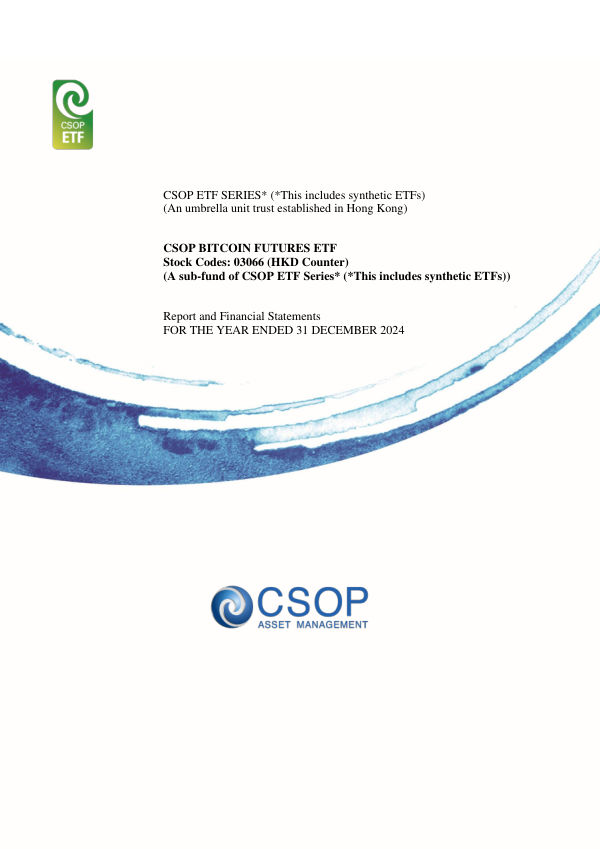 CSOP
ETF
CSOP ETF SERIES* (*This includes synthetic ETFs)
(An umbrella unit trust established in Hong Kong)
CSOP BITCOIN FUTURES ETF
Stock Codes: 03066 (HKD Counter)
(A sub-fund of CSOP ETF Series* (*This includes synthetic ETFs))
Report and Financial Statements
FOR THE YEAR ENDED 31 DECEMBER 2024
CSOP
ASSET MANAGEMENT